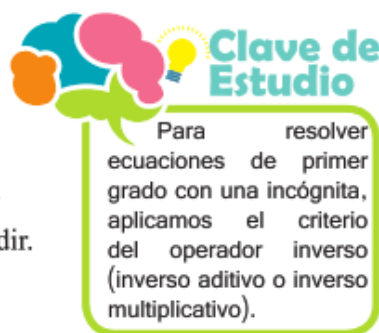 Clave de
Estudio
Para resolver
ecuaciones de primer
grado con una incógnita,
aplicamos el criterio
dir.
del operador inverso
(inverso aditivo o inverso
multiplicativo).